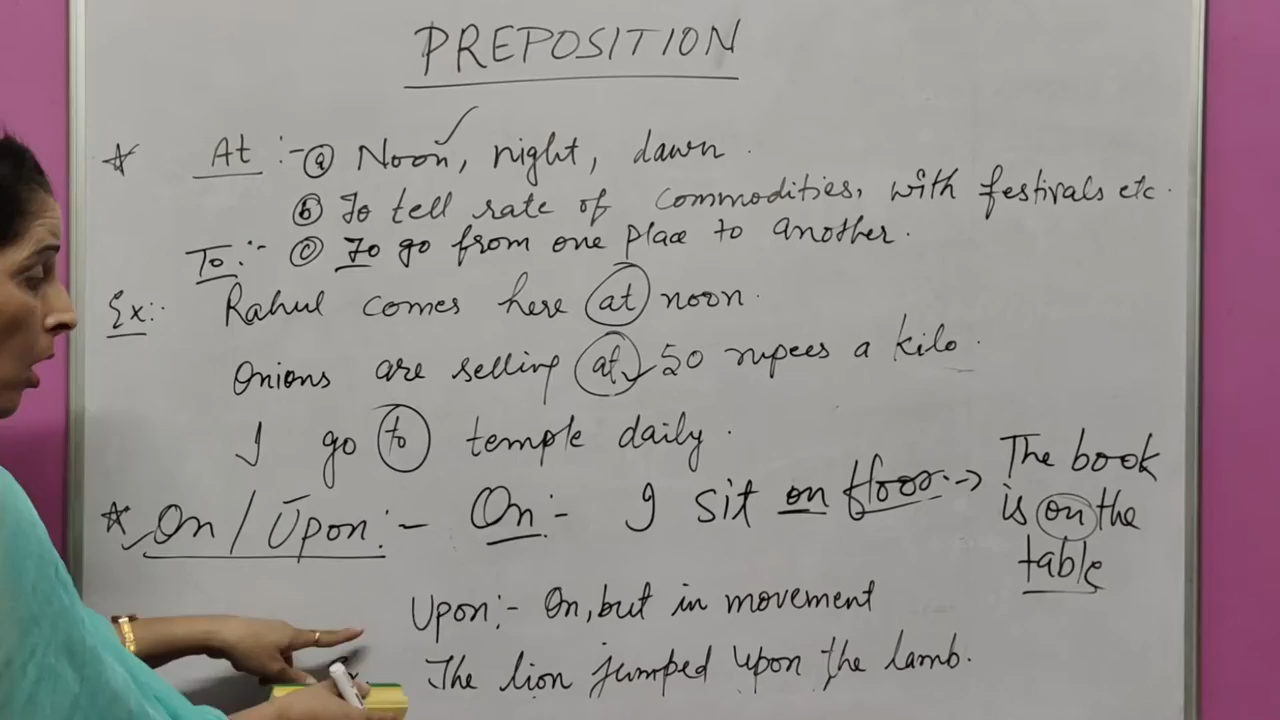 PREPOSITION
☆ At :- ⓐ Noon, night, dawn.
ⓑ To tell rate of commodities, with festivals etc.
To :- ⓒ To go from one place to another.
Ex:- Rahul comes here at noon.
Onions are selling at 50 rupees a kilo.
I go to temple daily.
☆ On / Upon :- On :- I sit on floor. →
The book
is on the
table
Upon :- On, but in movement
The lion jumped upon the lamb.